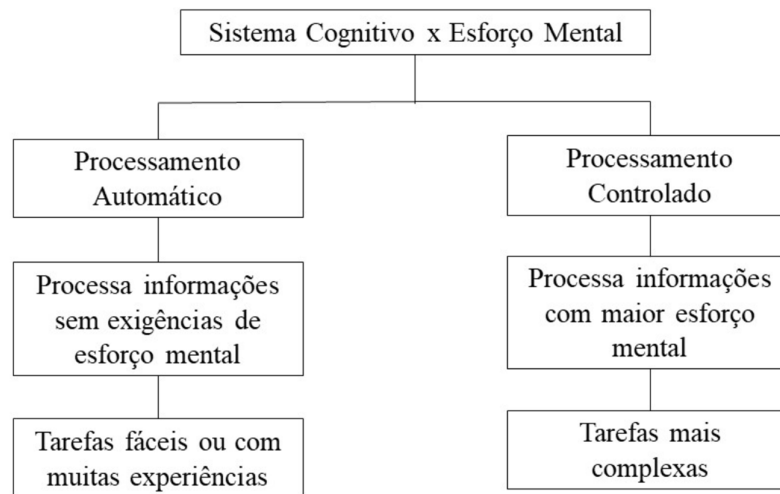 Sistema Cognitivo x Esforço Mental
Processamento
Automático
Processa informações
sem exigências de
esforço mental
Tarefas fáceis ou com
muitas experiências
Processamento
Controlado
Processa informações
com maior esforço
mental
Tarefas mais
complexas